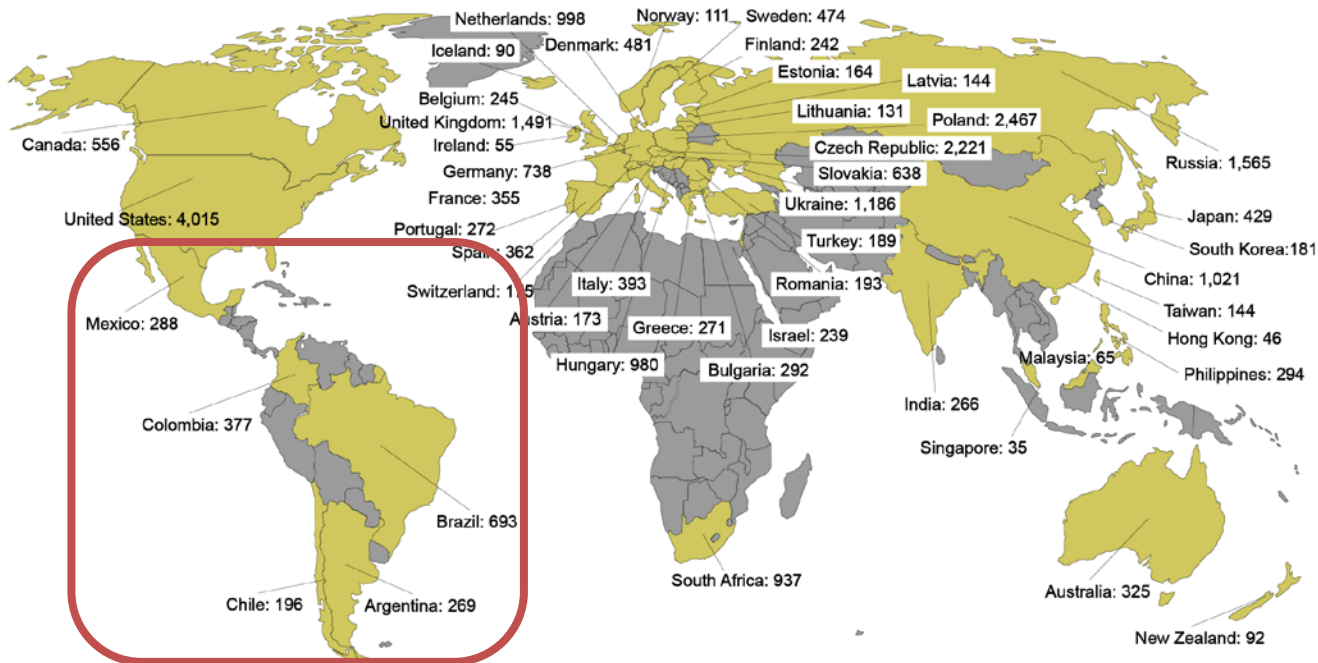 Netherlands: 998
Norway: 111
Sweden: 474
Iceland: 90
Denmark: 481
Finland: 242
Estonia: 164
Latvia: 144
Belgium: 245
Lithuania: 131
United Kingdom: 1,491
Poland: 2,467
Canada: 556
Ireland: 55
Czech Republic: 2,221
Russia: 1,565
Germany: 738
Slovakia: 638
France: 355
Ukraine: 1,186
United States: 4,015
Japan: 429
Portugal: 272
Turkey: 189
Spain: 362
South Korea:181
China: 1,021
Switzerland:
Italy: 393
Romania: 193
Taiwan: 144
Mexico: 288
Austria: 173
Greece: 271
Israel: 239
Hong Kong: 46
Malaysia: 65
Hungary: 980
Bulgaria: 292
Philippines: 294
India: 266
Colombia: 377
Singapore: 35
Brazil: 693
South Africa: 937
Australia: 325
Chile: 196
Argentina: 269
New Zealand: 92